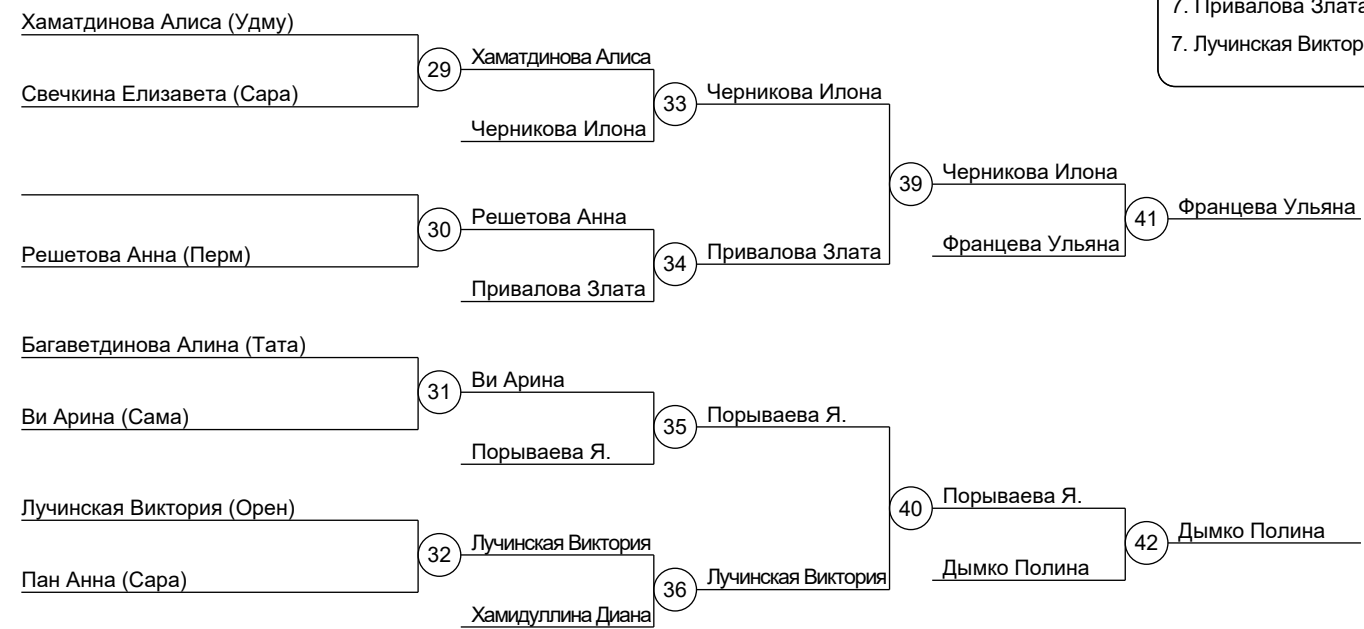 7. Привалова Злата
7. Лучинская Виктор
Хаматдинова Алиса (Удму)
29
Хаматдинова Алиса
Свечкина Елизавета (Сара)
33
Черникова Илона
Черникова Илона
39
Черникова Илона
30
Решетова Анна
Решетова Анна (Перм)
34
Привалова Злата
Привалова Злата
Францева Ульяна
41
Францева Ульяна
Багаветдинова Алина (Тата)
31
Ви Арина
Ви Арина (Сама)
35
Порываева Я.
Порываева Я.
40
Порываева Я.
Лучинская Виктория (Орен)
32
Лучинская Виктория
Пан Анна (Сара)
36
Лучинская Виктория
Хамидуллина Диана
Дымко Полина
42
Дымко Полина